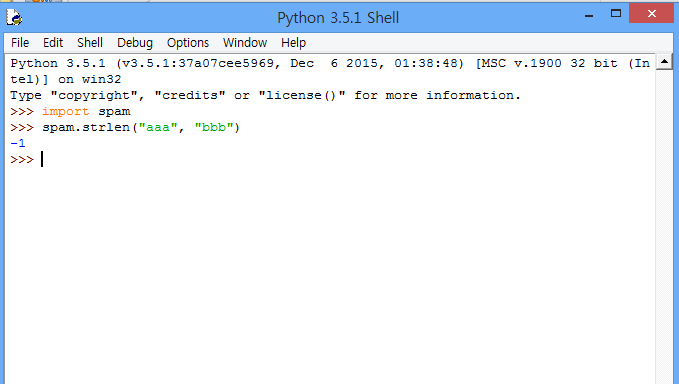 Python 3.5.1 Shell
File Edit Shell Debug Options Window Help
Python 3.5.1 (v3.5.1:37a07cee5969, Dec  6 2015, 01:38:48) [MSC v.1900 32 bit (In
tel)] on win32
Type "copyright", "credits" or "license()" for more information.
>>> import spam
>>> spam.strlen("aaa", "bbb")
-1
>>>